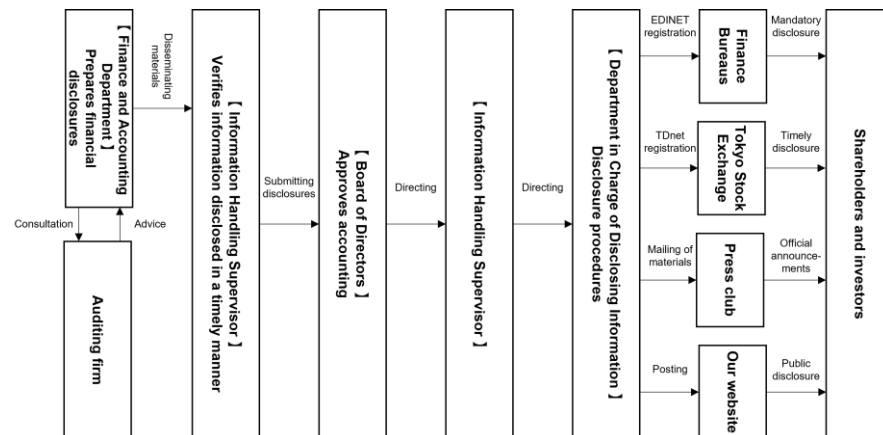 【 Finance and Accounting
Department 】
Prepares financial
disclosures
Consultation
Advice
Auditing firm
Disseminating
materials
【 Information Handling Supervisor 】
Verifies information disclosed in a timely manner
Submitting
disclosures
【 Board of Directors 】
Approves accounting
Directing
【 Information Handling Supervisor 】
Directing
【 Department in Charge of Disclosing Information 】
Disclosure procedures
EDINET
registration
Finance
Bureaus
Mandatory
disclosure
TDnet
registration
Tokyo Stock
Exchange
Timely
disclosure
Mailing of
materials
Press club
Official
announce-
ments
Posting
Our website
Public
disclosure
Shareholders and investors